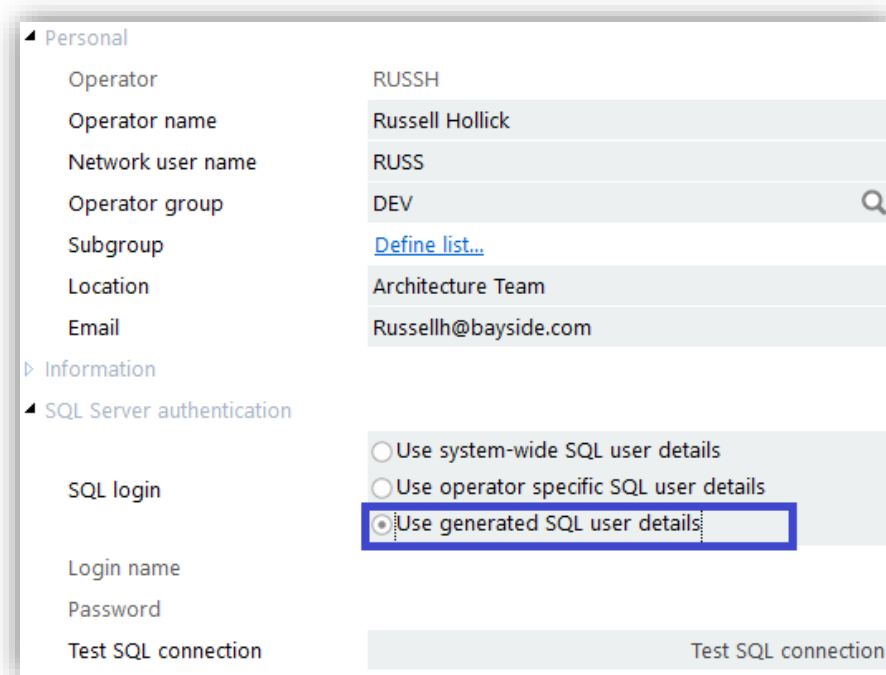 Personal
Operator RUSSH
Operator name Russell Hollick
Network user name RUSS
Operator group DEV
Subgroup Define list...
Location Architecture Team
Email Russellh@bayside.com
Information
SQL Server authentication
Use system-wide SQL user details
SQL login Use operator specific SQL user details
Use generated SQL user details
Login name
Password
Test SQL connection Test SQL connection